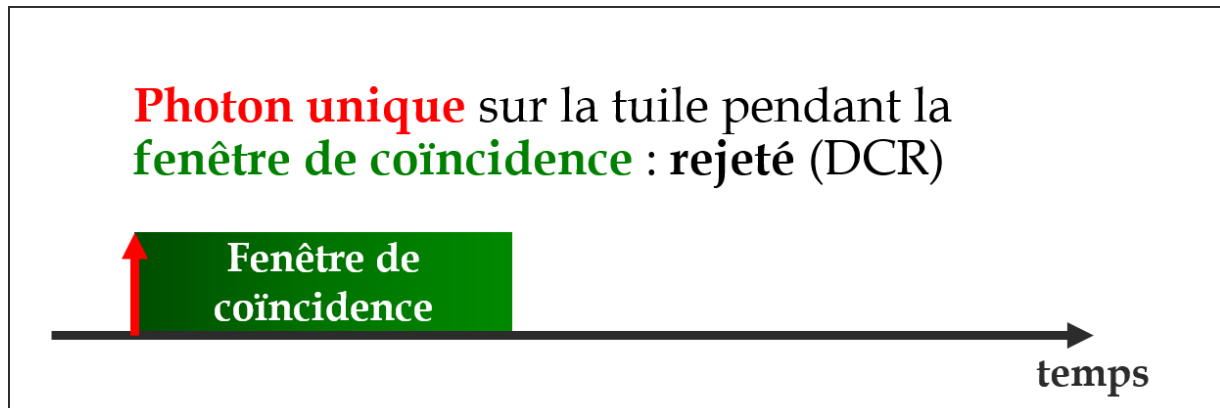 Photon unique sur la tuile pendant la
fenêtre de coïncidence : rejeté (DCR)
Fenêtre de
coïncidence
temps